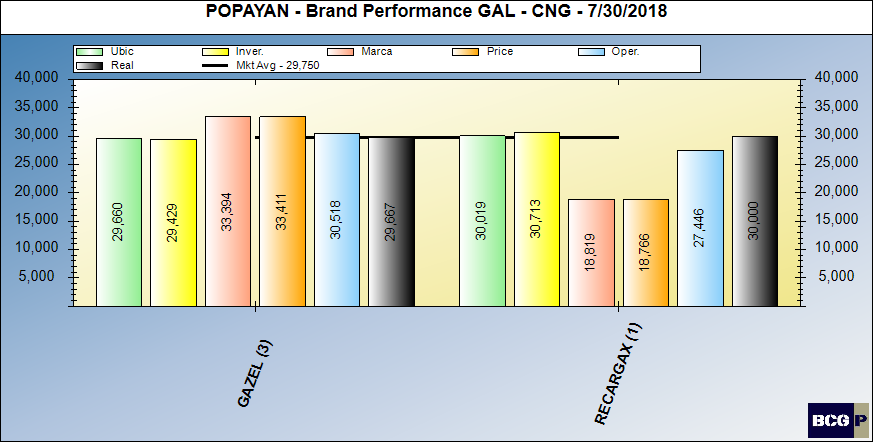 POPAYAN - Brand Performance GAL - CNG - 7/30/2018
Ubic Inver. Marca Price Oper.
Real Mkt Avg - 29,750
40,000 40,000
35,000 35,000
30,000 30,000
25,000 25,000
20,000 20,000
15,000 15,000
10,000 10,000
5,000 5,000
29,660 29,429 33,394 33,411 30,518 29,667 30,019 30,713 18,819 18,766 27,446 30,000
GAZEL (3) RECARGAX (1)
BCG P